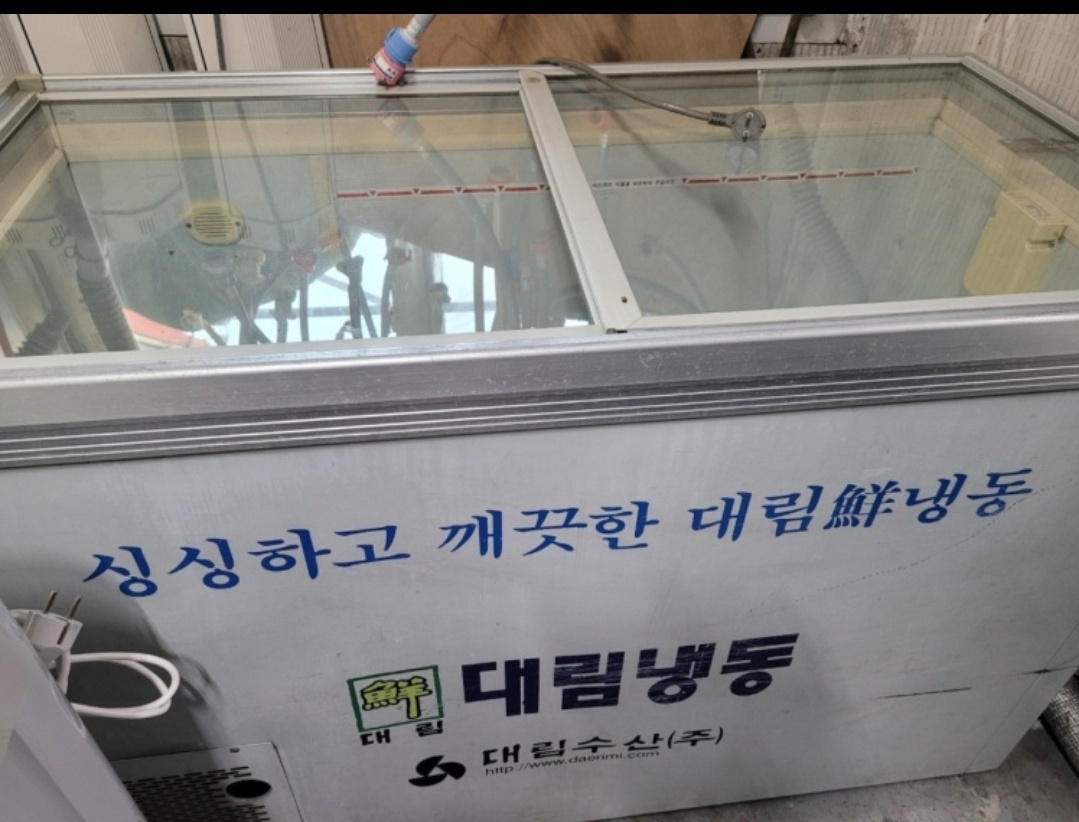 싱싱하고 깨끗한 대림鮮냉동
鮮 대림냉동
대림
대림수산(주)
http://www.daerimi.com